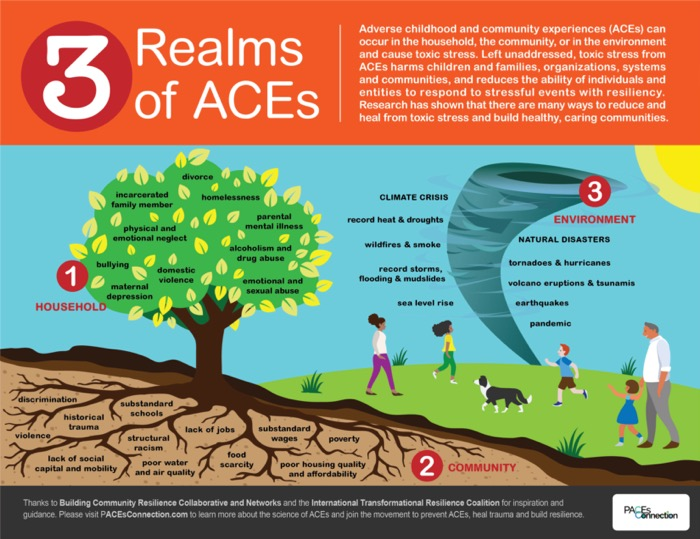 3
Realms
of ACEs
Adverse childhood and community experiences (ACEs) can
occur in the household, the community, or in the environment
and cause toxic stress. Left unaddressed, toxic stress from
ACEs harms children and families, organizations, systems
and communities, and reduces the ability of individuals and
entities to respond to stressful events with resiliency.
Research has shown that there are many ways to reduce and
heal from toxic stress and build healthy, caring communities.
1
HOUSEHOLD
divorce
incarcerated
family member
homelessness
parental
mental illness
physical and
emotional neglect
alcoholism and
drug abuse
bullying
domestic
violence
maternal
depression
emotional and
sexual abuse
3
ENVIRONMENT
CLIMATE CRISIS
record heat & droughts
wildfires & smoke
record storms,
flooding & mudslides
sea level rise
NATURAL DISASTERS
tornadoes & hurricanes
volcano eruptions & tsunamis
earthquakes
pandemic
discrimination
substandard
schools
historical
trauma
violence
structural
racism
lack of jobs
substandard
wages
poverty
lack of social
capital and mobility
poor water
and air quality
food
scarcity
poor housing quality
and affordability
2
COMMUNITY
Thanks to Building Community Resilience Collaborative and Networks and the International Transformational Resilience Coalition for inspiration and
guidance. Please visit PACEsConnection.com to learn more about the science of ACEs and join the movement to prevent ACEs, heal trauma and build resilience.
PACEs
Connection